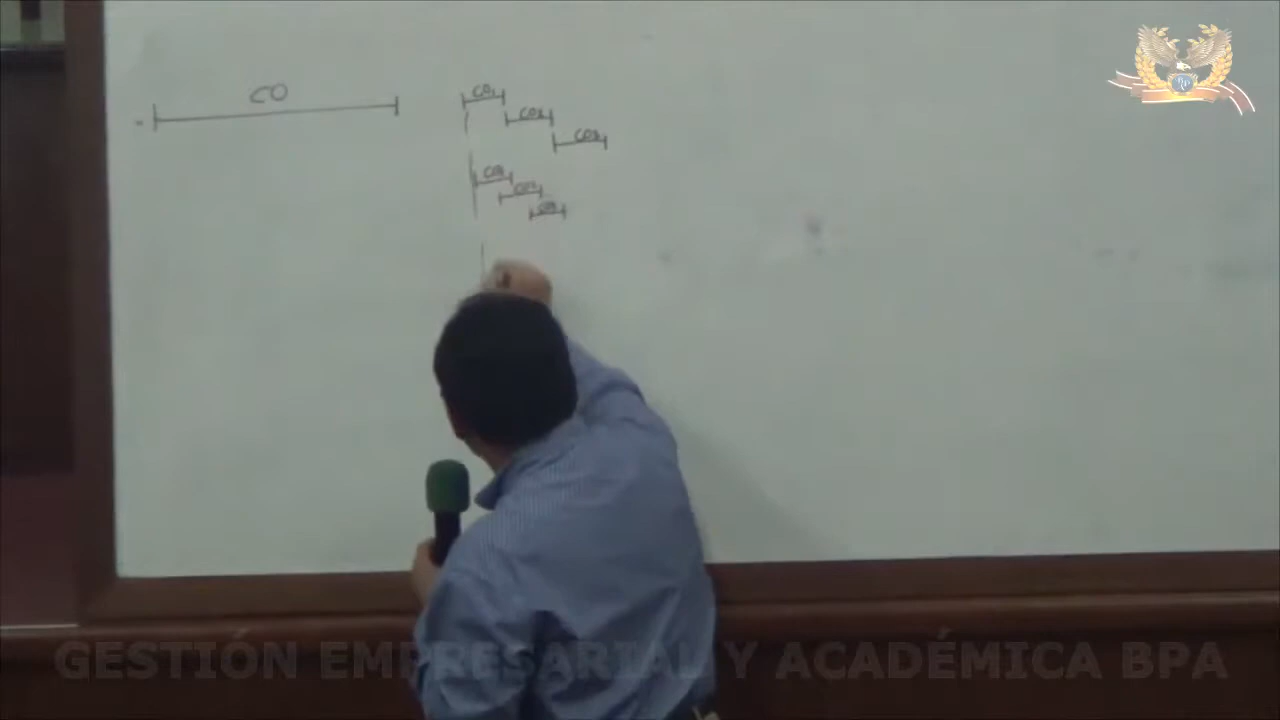 CO
CO1
CO2
CO3
CO1
CO2
CO3
GESTIÓN EMPRESARIAL Y ACADÉMICA BPA